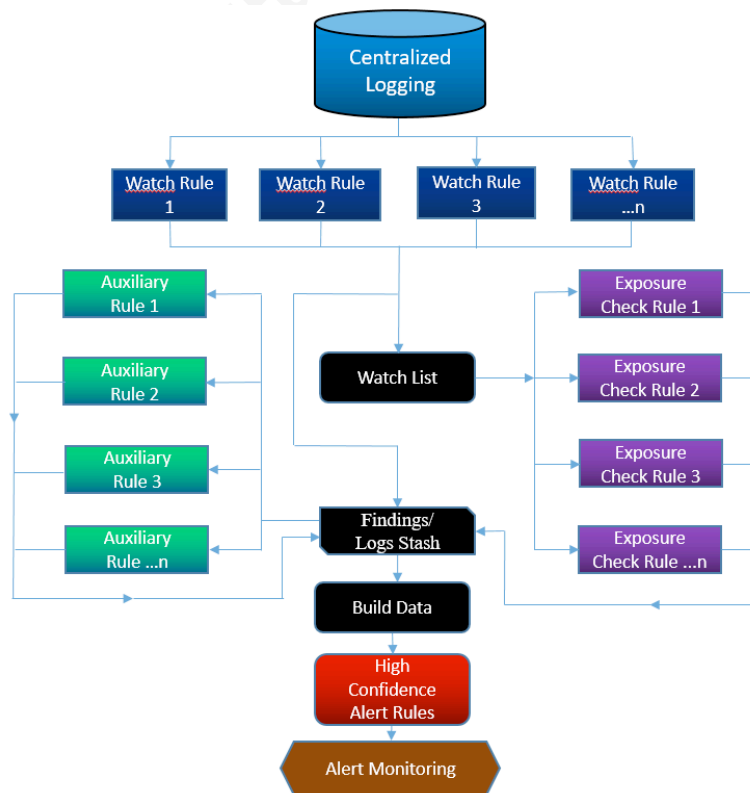 Centralized
Logging
Watch Rule
1
Watch Rule
2
Watch Rule
3
Watch Rule
...n
Auxiliary
Rule 1
Exposure
Check Rule 1
Watch List
Auxiliary
Rule 2
Exposure
Check Rule 2
Auxiliary
Rule 3
Exposure
Check Rule 3
Findings/
Logs Stash
Auxiliary
Rule ...n
Exposure
Check Rule ...n
Build Data
High
Confidence
Alert Rules
Alert Monitoring